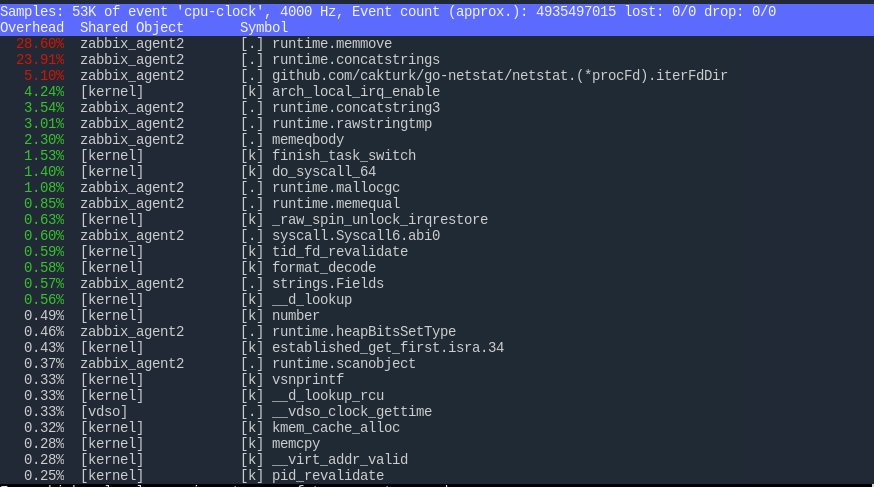 Samples: 53K of event 'cpu-clock', 4000 Hz, Event count (approx.): 4935497015 lost: 0/0 drop: 0/0
Overhead  Shared Object       Symbol
28.60%  zabbix_agent2       [.] runtime.memmove
23.91%  zabbix_agent2       [.] runtime.concatstrings
5.10%  zabbix_agent2       [.] github.com/cakturk/go-netstat/netstat.(*procFd).iterFdDir
4.24%  [kernel]            [k] arch_local_irq_enable
3.54%  zabbix_agent2       [.] runtime.concatstring3
3.01%  zabbix_agent2       [.] runtime.rawstringtmp
2.30%  zabbix_agent2       [.] memeqbody
1.53%  [kernel]            [k] finish_task_switch
1.40%  [kernel]            [k] do_syscall_64
1.08%  zabbix_agent2       [.] runtime.mallocgc
0.85%  zabbix_agent2       [.] runtime.memequal
0.63%  [kernel]            [k] _raw_spin_unlock_irqrestore
0.60%  zabbix_agent2       [.] syscall.Syscall6.abi0
0.59%  [kernel]            [k] tid_fd_revalidate
0.58%  [kernel]            [k] format_decode
0.57%  zabbix_agent2       [.] strings.Fields
0.56%  [kernel]            [k] __d_lookup
0.49%  [kernel]            [k] number
0.46%  zabbix_agent2       [.] runtime.heapBitsSetType
0.43%  [kernel]            [k] established_get_first.isra.34
0.37%  zabbix_agent2       [.] runtime.scanobject
0.33%  [kernel]            [k] vsnprintf
0.33%  [kernel]            [k] __d_lookup_rcu
0.33%  [vdso]              [.] __vdso_clock_gettime
0.32%  [kernel]            [k] kmem_cache_alloc
0.28%  [kernel]            [k] memcpy
0.28%  [kernel]            [k] __virt_addr_valid
0.25%  [kernel]            [k] pid_revalidate